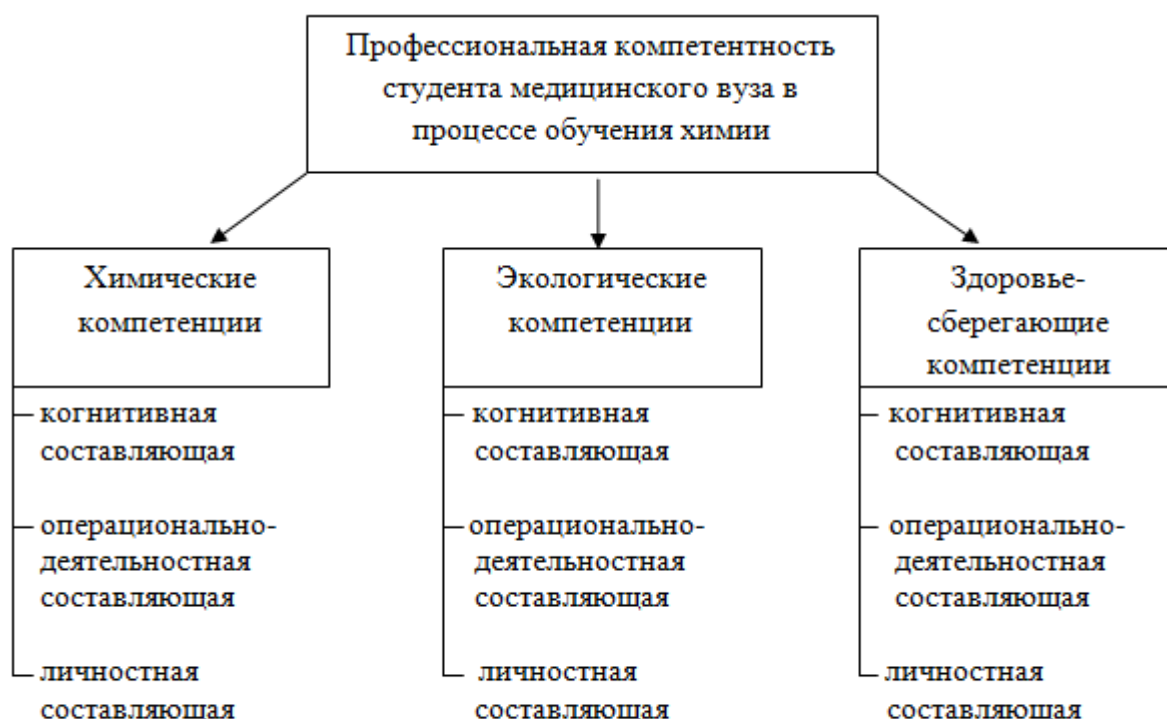 Профессиональная компетентность
студента медицинского вуза в
процессе обучения химии
Химические
компетенции
когнитивная
составляющая
операционально-
деятельностная
составляющая
личностная
составляющая
Экологические
компетенции
когнитивная
составляющая
операционально-
деятельностная
составляющая
личностная
составляющая
Здоровье-
сберегающие
компетенции
когнитивная
составляющая
операционально-
деятельностная
составляющая
личностная
составляющая